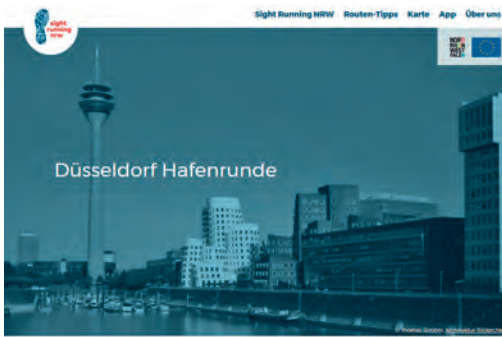 Sight Running NRW Routen-Tipps Karte App Über uns
sight
running
nrw
Düsseldorf Hafenrunde